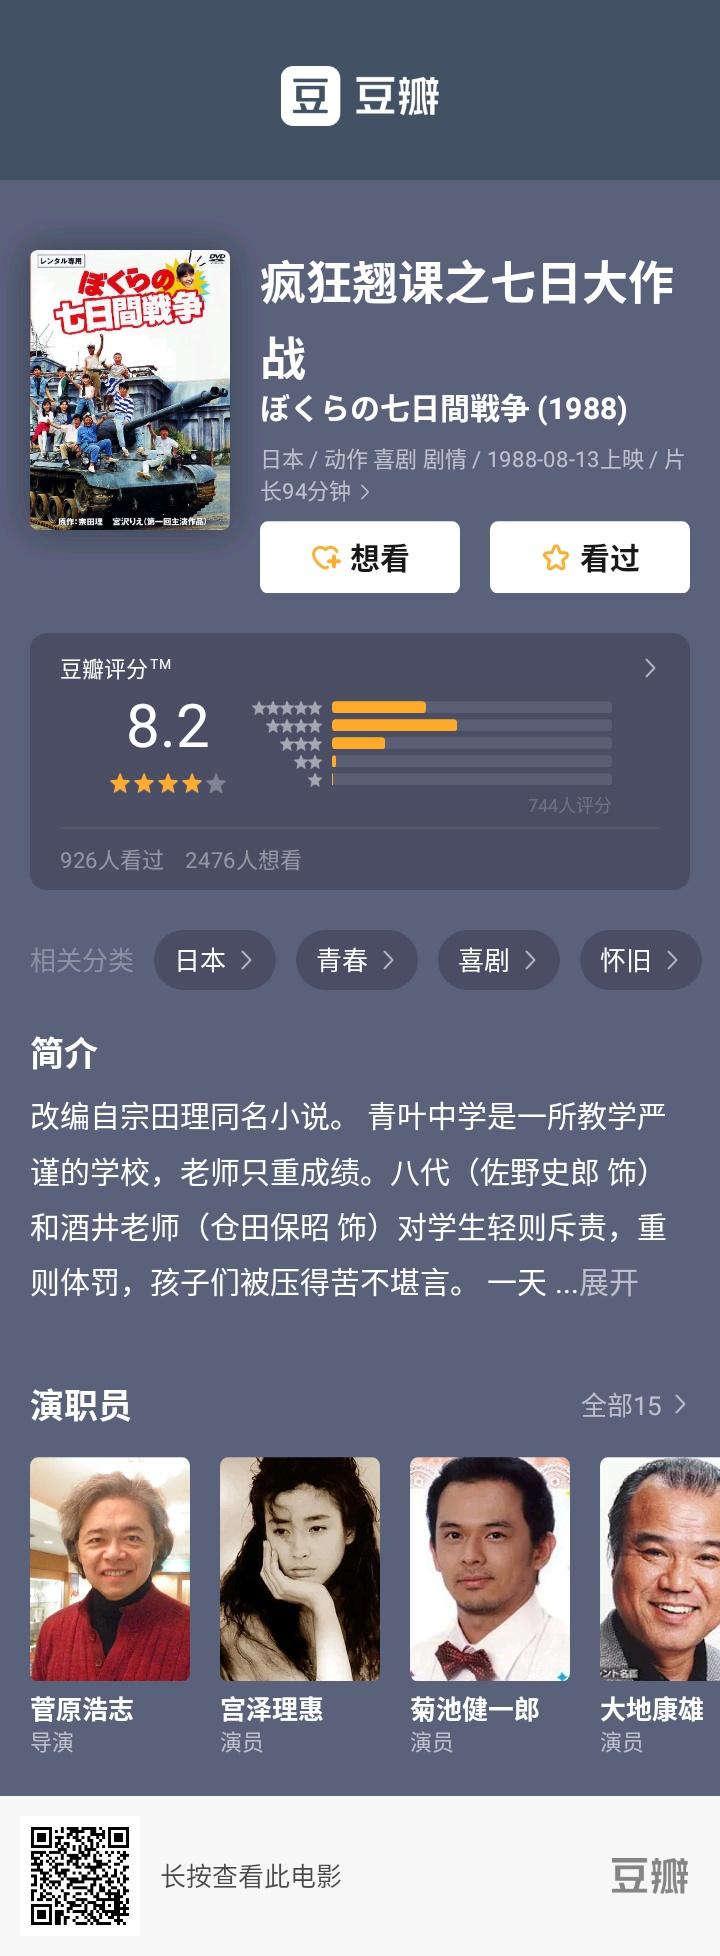 豆 豆瓣
レンタル専用
DVD
ぼくらの
七日間戦争
原作:宗田理 宮沢りえ(第一回主演作品)
疯狂翘课之七日大作
战
ぼくらの七日間戦争 (1988)
日本 / 动作 喜剧 剧情 / 1988-08-13上映 / 片
长94分钟
想看
看过
豆瓣评分™
8.2
744人评分
926人看过 2476人想看
相关分类 日本 青春 喜剧 怀旧
简介
改编自宗田理同名小说。 青叶中学是一所教学严
谨的学校，老师只重成绩。八代（佐野史郎 饰）
和酒井老师（仓田保昭 饰）对学生轻则斥责，重
则体罚，孩子们被压得苦不堪言。 一天 ...展开
演职员
全部15
ント名鑑
菅原浩志
导演
宫泽理惠
演员
菊池健一郎
演员
大地康雄
演员
长按查看此电影
豆瓣